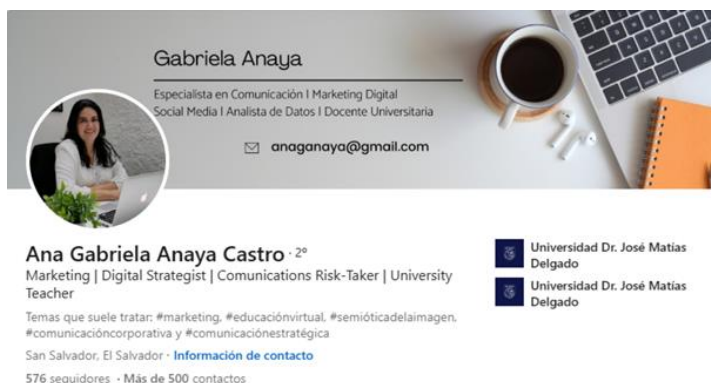 Gabriela Anaya
Especialista en Comunicación | Marketing Digital
Social Media | Analista de Datos | Docente Universitaria
anaganaya@gmail.com
Ana Gabriela Anaya Castro · 2º
Marketing | Digital Strategist | Comunications Risk-Taker | University
Teacher
Temas que suele tratar: #marketing, #educaciónvirtual, #semióticadelaimagen,
#comunicacióncorporativa y #comunicaciónestratégica
San Salvador, El Salvador · Información de contacto
576 seguidores · Más de 500 contactos
Universidad Dr. José Matías
Delgado
Universidad Dr. José Matías
Delgado